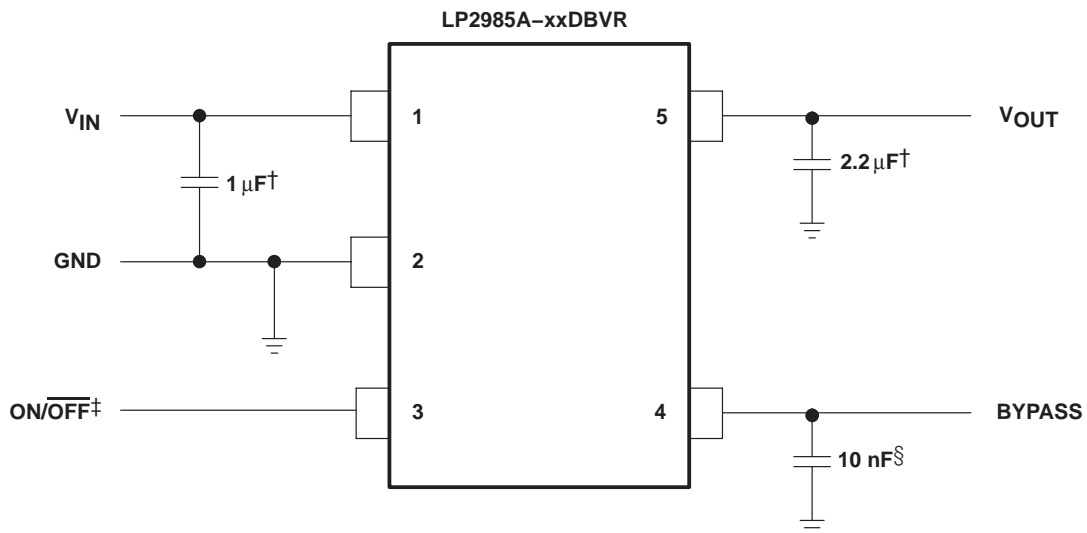 LP2985A–xxDBVR
VIN
1
5
VOUT
1 μF†
2.2 μF†
GND
2
ON/OFF‡
3
4
BYPASS
10 nF§